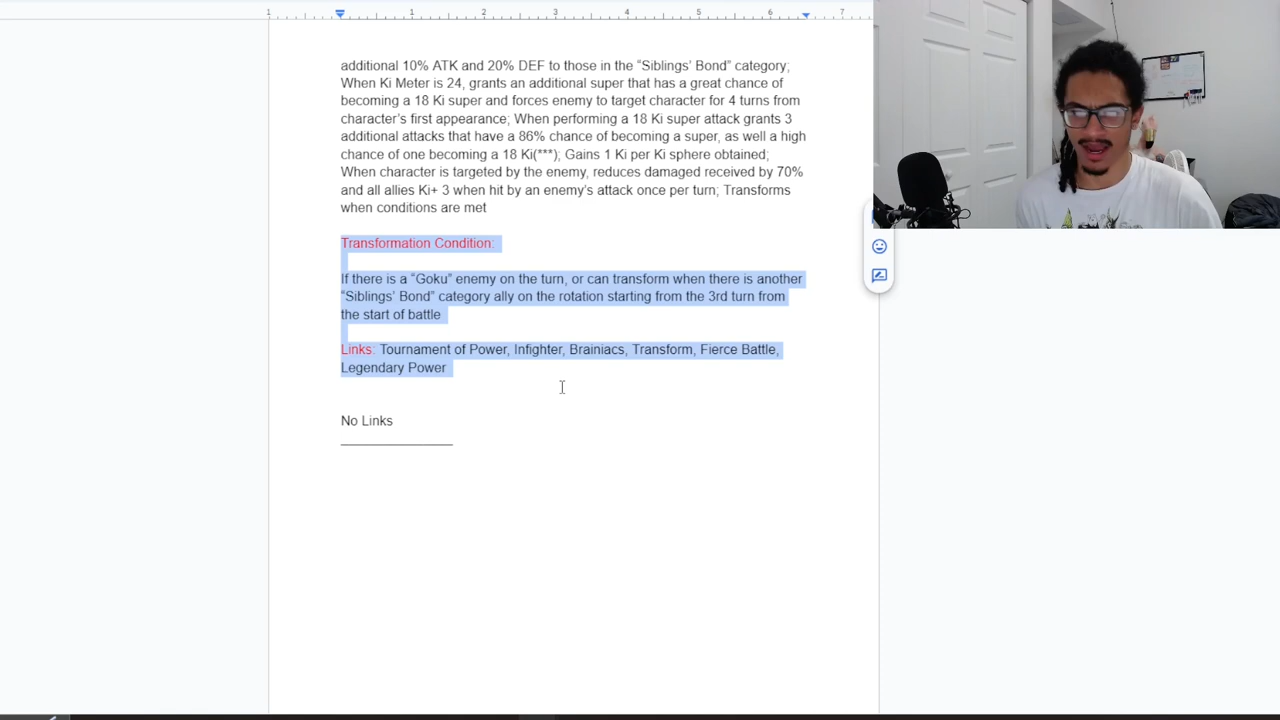 1 1 2 3 4 5 6 7
additional 10% ATK and 20% DEF to those in the “Siblings’ Bond” category;
When Ki Meter is 24, grants an additional super that has a great chance of
becoming a 18 Ki super and forces enemy to target character for 4 turns from
character’s first appearance; When performing a 18 Ki super attack grants 3
additional attacks that have a 86% chance of becoming a super, as well a high
chance of one becoming a 18 Ki(***); Gains 1 Ki per Ki sphere obtained;
When character is targeted by the enemy, reduces damaged received by 70%
and all allies Ki+ 3 when hit by an enemy’s attack once per turn; Transforms
when conditions are met
Transformation Condition:
If there is a “Goku” enemy on the turn, or can transform when there is another
“Siblings’ Bond” category ally on the rotation starting from the 3rd turn from
the start of battle
Links: Tournament of Power, Infighter, Brainiacs, Transform, Fierce Battle,
Legendary Power
No Links